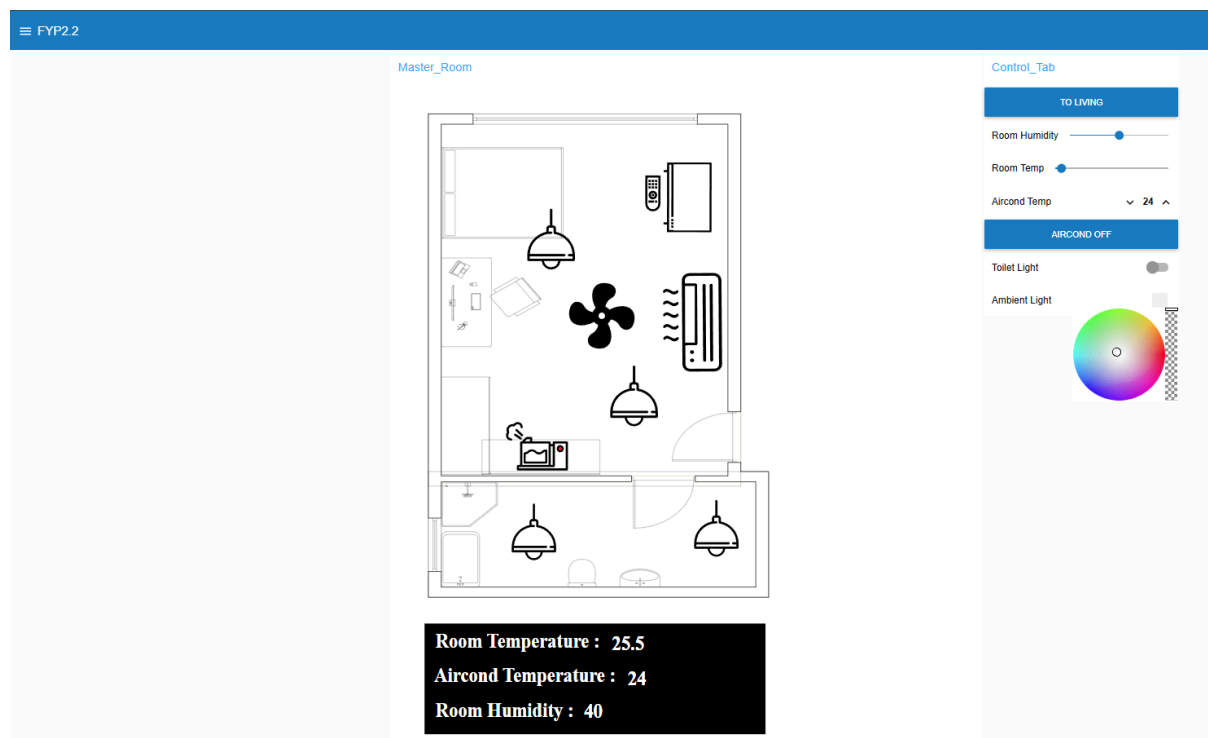 FYP2.2
Master_Room
Control_Tab
TO LIVING
Room Humidity
Room Temp
Aircond Temp 24
AIRCOND OFF
Toilet Light
Ambient Light
Room Temperature : 25.5
Aircond Temperature : 24
Room Humidity : 40